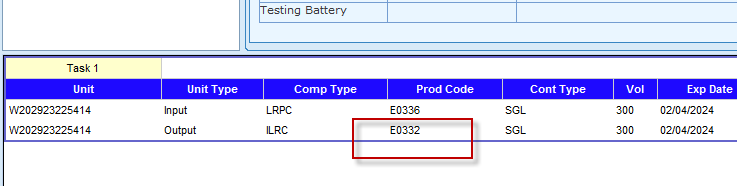 Testing Battery
Task 1
Unit Unit Type Comp Type Prod Code Cont Type Vol Exp Date
W202923225414 Input LRPC E0336 SGL 300 02/04/2024
W202923225414 Output ILRC E0332 SGL 300 02/04/2024